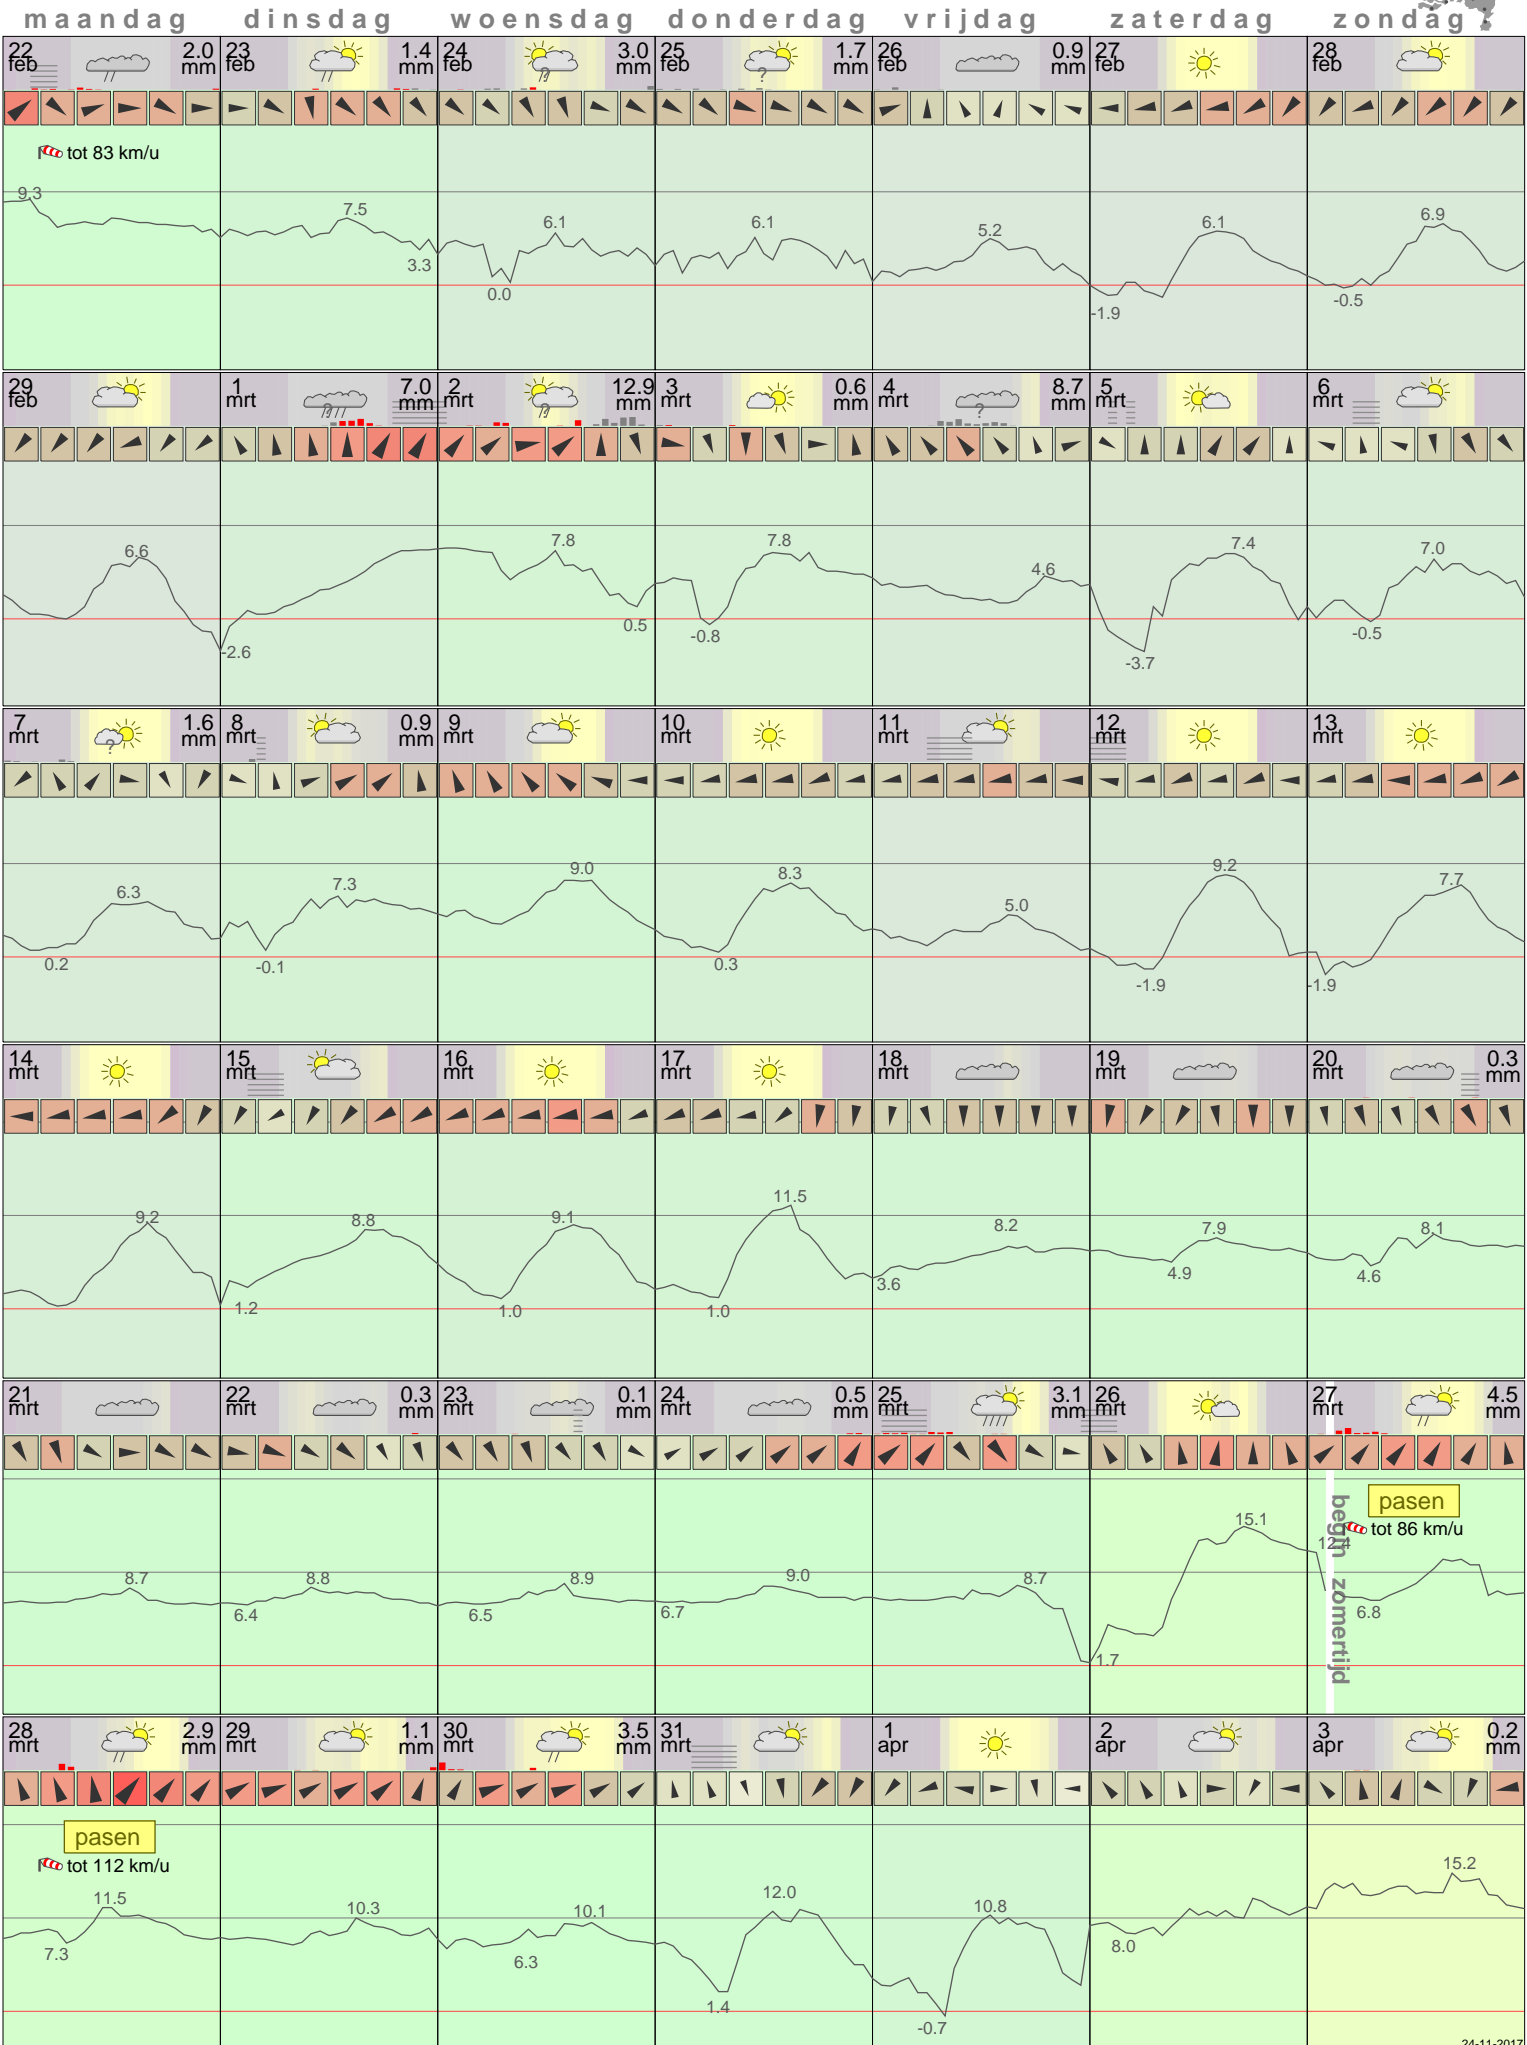 maandag dinsdag woensdag donderdag vrijdag zaterdag zondag
22 feb 2.0 mm 23 feb 1.4 mm 24 feb 3.0 mm 25 feb 1.7 mm 26 feb 0.9 mm 27 feb 28 feb
? ?
tot 83 km/u
9.3 7.5 3.3 6.1 0.0 6.1 5.2 6.1 -1.9 6.9 -0.5
29 feb 1 mrt 7.0 mm 2 mrt 12.9 mm 3 mrt 0.6 mm 4 mrt 8.7 mm 5 mrt 6 mrt
? ? ?
6.6 -2.6 7.8 0.5 7.8 -0.8 4.6 7.4 -3.7 7.0 -0.5
7 mrt 1.6 mm 8 mrt 0.9 mm 9 mrt 10 mrt 11 mrt 12 mrt 13 mrt
?
6.3 0.2 7.3 -0.1 9.0 8.3 0.3 5.0 9.2 -1.9 7.7 -1.9
14 mrt 15 mrt 16 mrt 17 mrt 18 mrt 19 mrt 20 mrt 0.3 mm
9.2 8.8 1.2 9.1 1.0 11.5 1.0 8.2 3.6 7.9 4.9 8.1 4.6
21 mrt 22 mrt 0.3 mm 23 mrt 0.1 mm 24 mrt 0.5 mm 25 mrt 3.1 mm 26 mrt 27 mrt 4.5 mm
pasen
tot 86 km/u
begin zomertijd
8.7 8.8 6.4 8.9 6.5 9.0 6.7 8.7 15.1 1.7 12.4 6.8
28 mrt 2.9 mm 29 mrt 1.1 mm 30 mrt 3.5 mm 31 mrt 1 apr 2 apr 3 apr 0.2 mm
pasen
tot 112 km/u
11.5 7.3 10.3 10.1 6.3 12.0 1.4 10.8 -0.7 8.0 15.2
24-11-2017